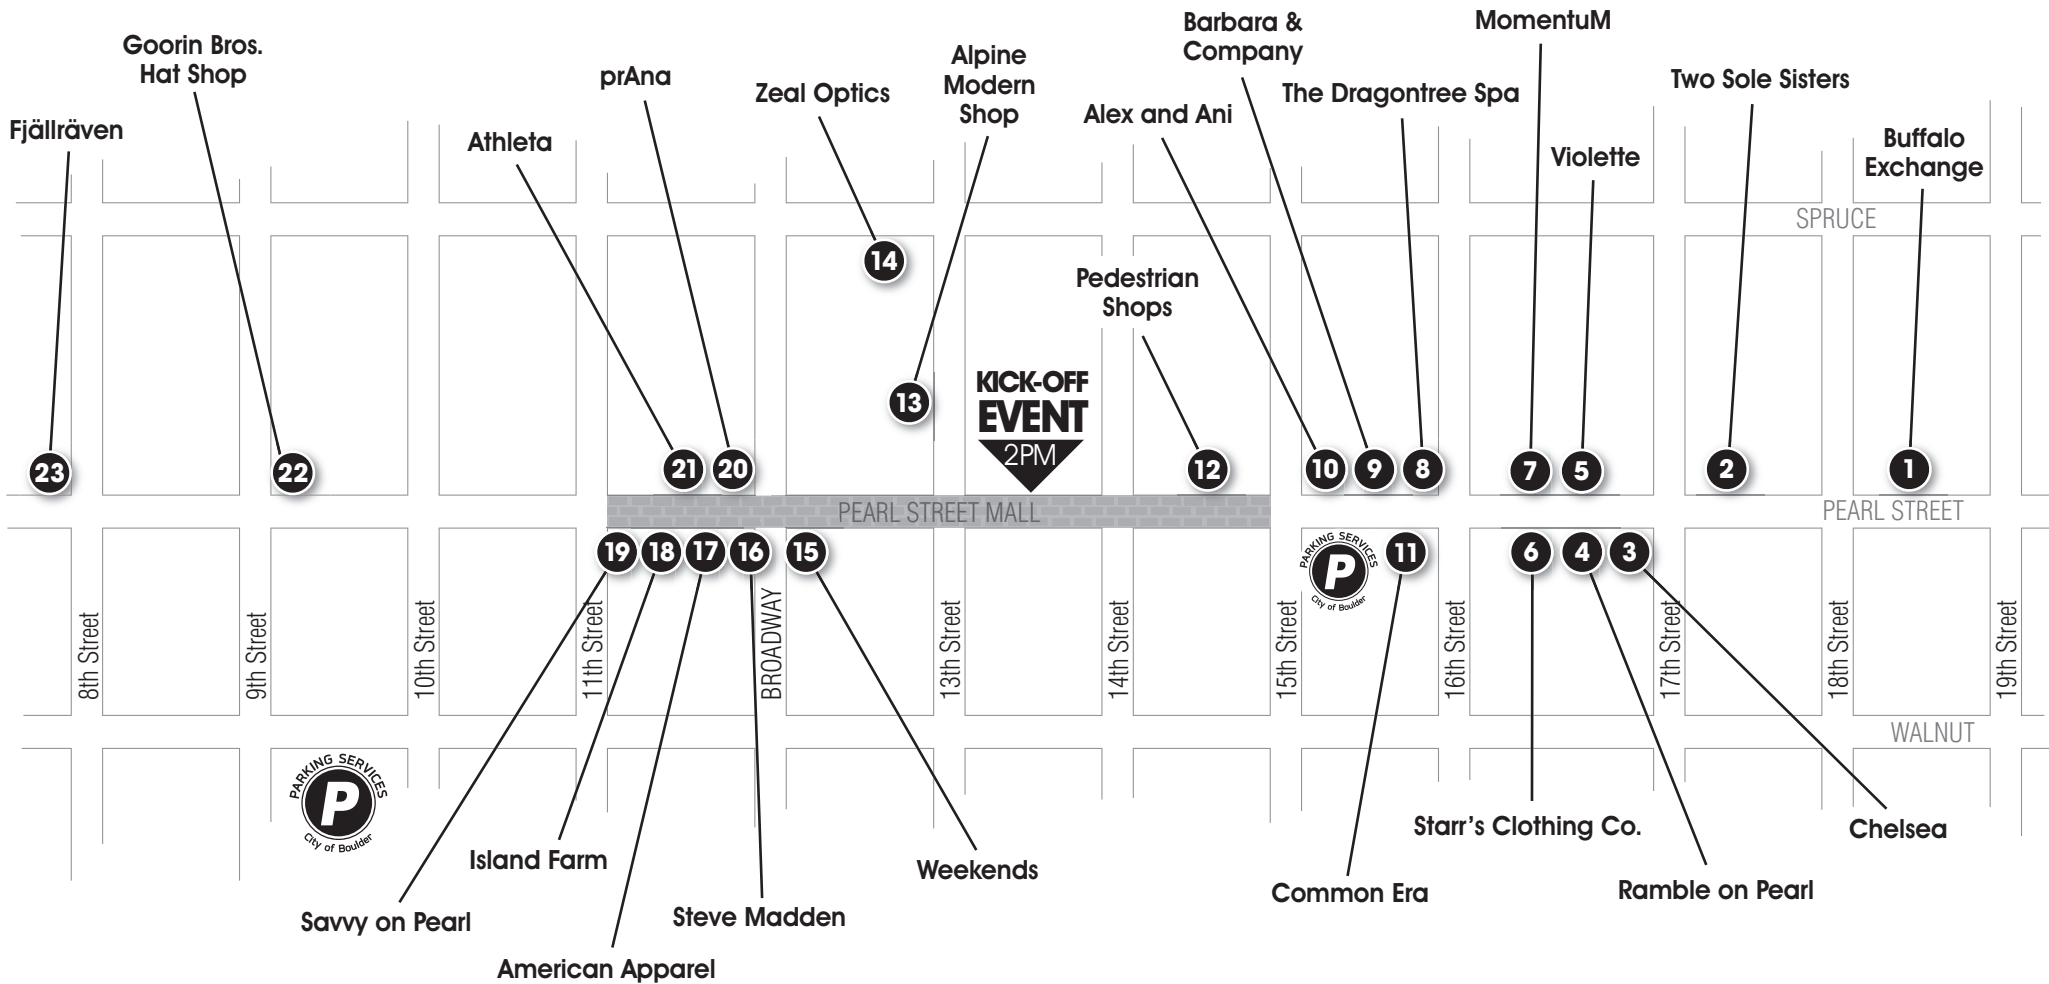 Goorin Bros.
Hat Shop
Fjällräven
Athleta
prAna
Zeal Optics
Alpine
Modern
Shop
Alex and Ani
Barbara &
Company
The Dragontree Spa
MomentuM
Violette
Two Sole Sisters
Buffalo
Exchange
SPRUCE
Pedestrian
Shops
14
13
KICK-OFF
EVENT
2PM
23
22
21
20
12
10
9
8
7
5
2
1
PEARL STREET MALL
PEARL STREET
19
18
17
16
15
PARKING SERVICES
P
City of Boulder
11
6
4
3
8th Street
9th Street
10th Street
11th Street
BROADWAY
13th Street
14th Street
15th Street
16th Street
17th Street
18th Street
19th Street
WALNUT
PARKING SERVICES
P
City of Boulder
Savvy on Pearl
Island Farm
American Apparel
Steve Madden
Weekends
Common Era
Starr's Clothing Co.
Ramble on Pearl
Chelsea